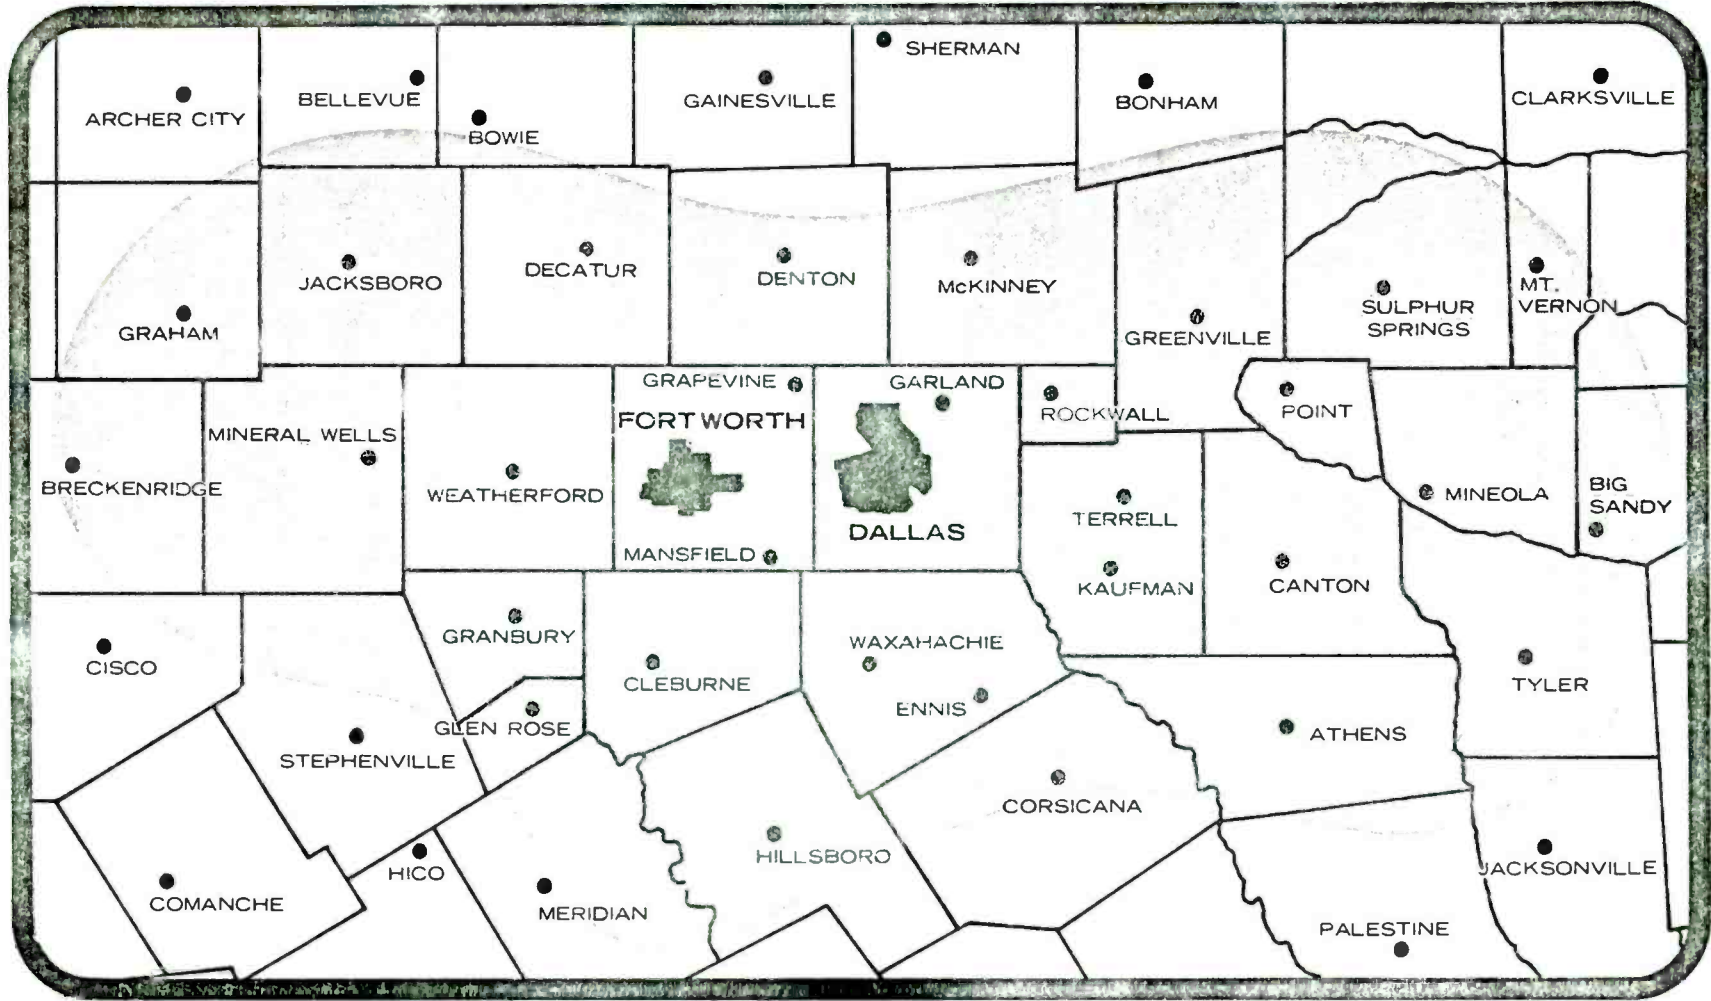 SHERMAN
BELLEVUE
GAINESVILLE
BONHAM
CLARKSVILLE
ARCHER CITY
BOWIE
JACKSBORO
DECATUR
DENTON
McKINNEY
MT.
VERNON
SULPHUR
SPRINGS
GRAHAM
GREENVILLE
GRAPEVINE
GARLAND
ROCKWALL
POINT
FORT WORTH
MINERAL WELLS
BRECKENRIDGE
WEATHERFORD
MINEOLA
BIG
SANDY
TERRELL
DALLAS
MANSFIELD
KAUFMAN
CANTON
GRANBURY
WAXAHACHIE
CISCO
CLEBURNE
TYLER
ENNIS
GLEN ROSE
ATHENS
STEPHENVILLE
CORSICANA
HILLSBORO
HICO
JACKSONVILLE
COMANCHE
MERIDIAN
PALESTINE